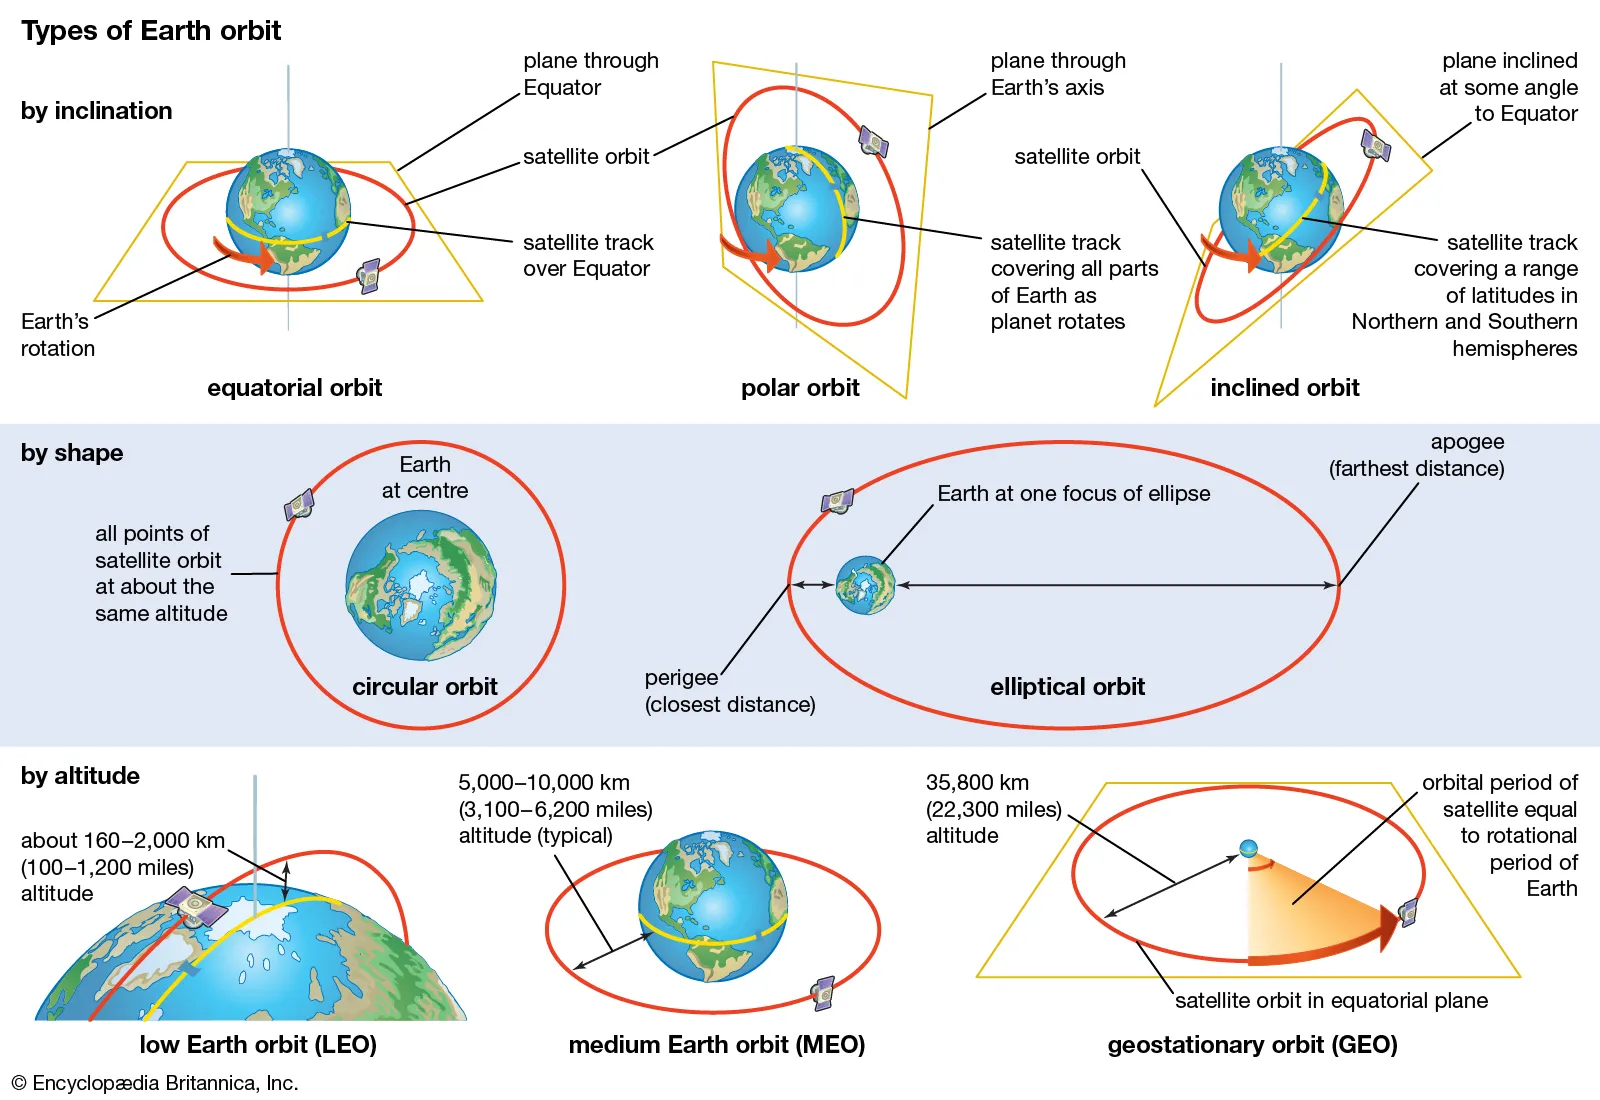 Types of Earth orbit
by inclination
plane through
Equator
satellite orbit
satellite track
over Equator
Earth's
rotation
equatorial orbit
plane through
Earth's axis
satellite track
covering all parts
of Earth as
planet rotates
polar orbit
plane inclined
at some angle
to Equator
satellite orbit
satellite track
covering a range
of latitudes in
Northern and Southern
hemispheres
inclined orbit
by shape
Earth
at centre
all points of
satellite orbit
at about the
same altitude
circular orbit
Earth at one focus of ellipse
apogee
(farthest distance)
perigee
(closest distance)
elliptical orbit
by altitude
about 160–2,000 km
(100–1,200 miles)
altitude
low Earth orbit (LEO)
5,000–10,000 km
(3,100–6,200 miles)
altitude (typical)
medium Earth orbit (MEO)
35,800 km
(22,300 miles)
altitude
orbital period of
satellite equal
to rotational
period of
Earth
satellite orbit in equatorial plane
geostationary orbit (GEO)
© Encyclopædia Britannica, Inc.